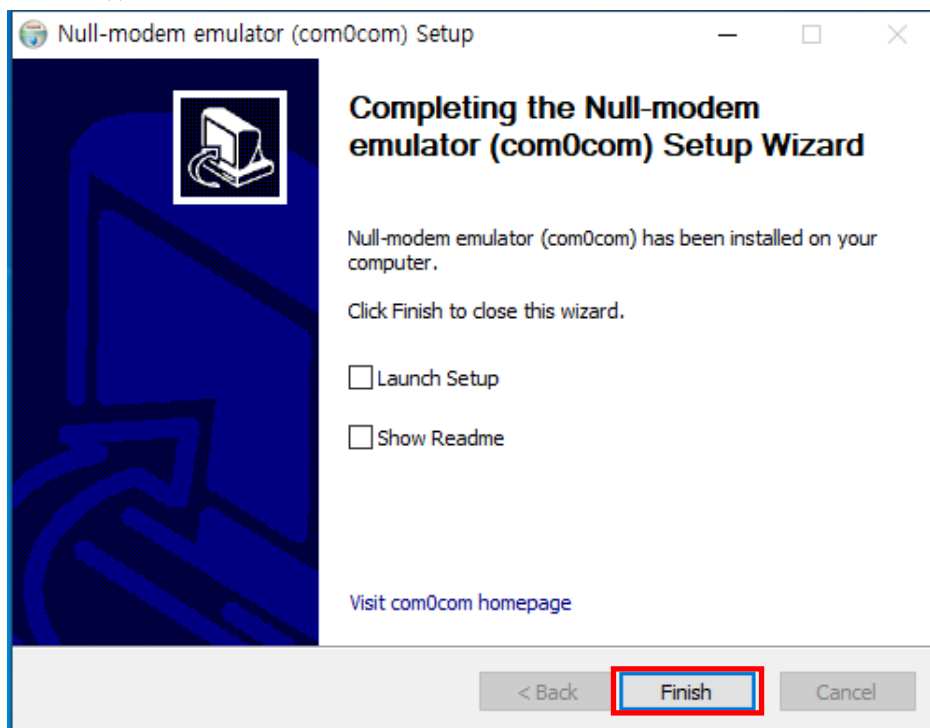 Null-modem emulator (com0com) Setup
Completing the Null-modem
emulator (com0com) Setup Wizard
Null-modem emulator (com0com) has been installed on your
computer.
Click Finish to close this wizard.
Launch Setup
Show Readme
Visit com0com homepage
< Back
Finish
Cancel